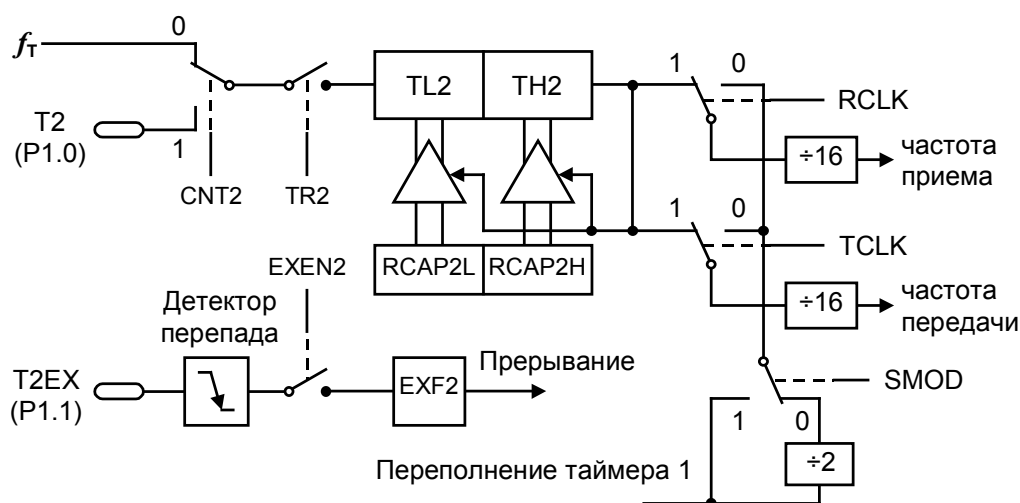 0
fТ
T2
(P1.0)
1
CNT2
TR2
TL2
TH2
1
0
RCLK
÷16
частота
приема
1
0
TCLK
÷16
частота
передачи
RCAP2L
RCAP2H
EXEN2
Детектор
перепада
T2EX
(P1.1)
EXF2
Прерывание
SMOD
1
0
÷2
Переполнение таймера 1